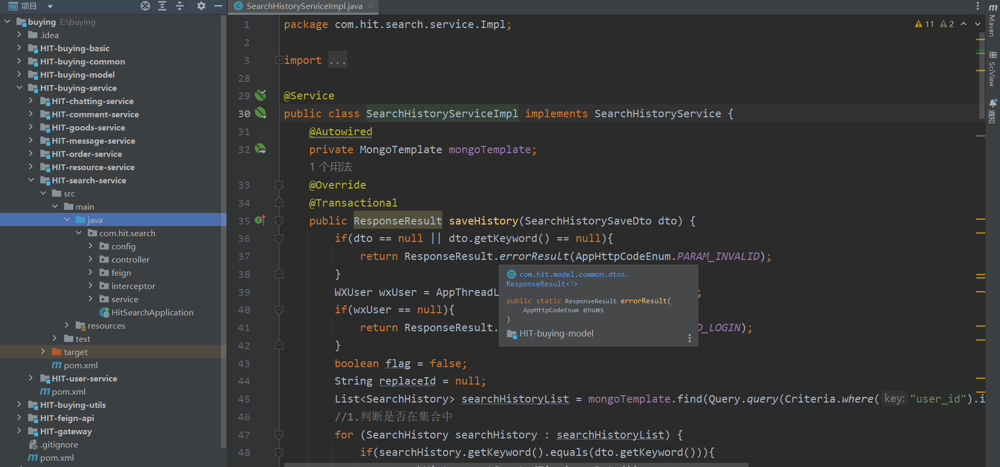 项目
buying E:\buying
.idea
HIT-buying-basic
HIT-buying-common
HIT-buying-model
HIT-buying-service
HIT-chatting-service
HIT-comment-service
HIT-goods-service
HIT-message-service
HIT-order-service
HIT-resource-service
HIT-search-service
src
main
java
com.hit.search
config
controller
feign
interceptor
service
HitSearchApplication
resources
test
target
pom.xml
HIT-user-service
pom.xml
HIT-buying-utils
HIT-feign-api
HIT-gateway
.gitignore
pom.xml
SearchHistoryServiceImpl.java
11 2
1 package com.hit.search.service.Impl;
2
3 import ...
28
29 @Service
30 public class SearchHistoryServiceImpl implements SearchHistoryService {
31 @Autowired
32 private MongoTemplate mongoTemplate;
1 个用法
33 @Override
34 @Transactional
35 public ResponseResult saveHistory(SearchHistorySaveDto dto) {
36 if(dto == null || dto.getKeyword() == null){
37 return ResponseResult.errorResult(AppHttpCodeEnum.PARAM_INVALID);
38 }
39 WXUser wxUser = AppThreadL ;
40 if(wxUser == null){
41 return ResponseResult. D_LOGIN);
42 }
43 boolean flag = false;
44 String replaceId = null;
45 List<SearchHistory> searchHistoryList = mongoTemplate.find(Query.query(Criteria.where( key: "user_id").i
46 //1.判断是否在集合中
47 for (SearchHistory searchHistory : searchHistoryList) {
48 if(searchHistory.getKeyword().equals(dto.getKeyword())){
com.hit.model.common.dtos.
ResponseResult<T>
public static ResponseResult errorResult(
AppHttpCodeEnum enums
)
HIT-buying-model
Maven
SciView
通知